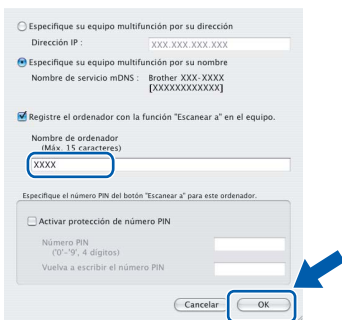 Especifique su equipo multifunción por su dirección
Dirección IP : XXX.XXX.XXX.XXX
Especifique su equipo multifunción por su nombre
Nombre de servicio mDNS : Brother XXX-XXXX
[XXXXXXXXXXXX]
Registre el ordenador con la función "Escanear a" en el equipo.
Nombre de ordenador
(Máx. 15 caracteres)
XXXX
Especifique el número PIN del botón "Escanear a" para este ordenador.
Activar protección de número PIN
Número PIN
('0'-'9', 4 dígitos)
Vuelva a escribir el número PIN
Cancelar OK